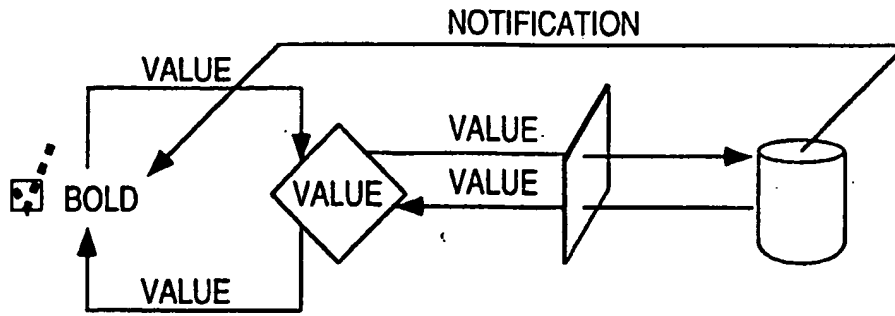 NOTIFICATION
VALUE
VALUE
VALUE
BOLD
VALUE
VALUE